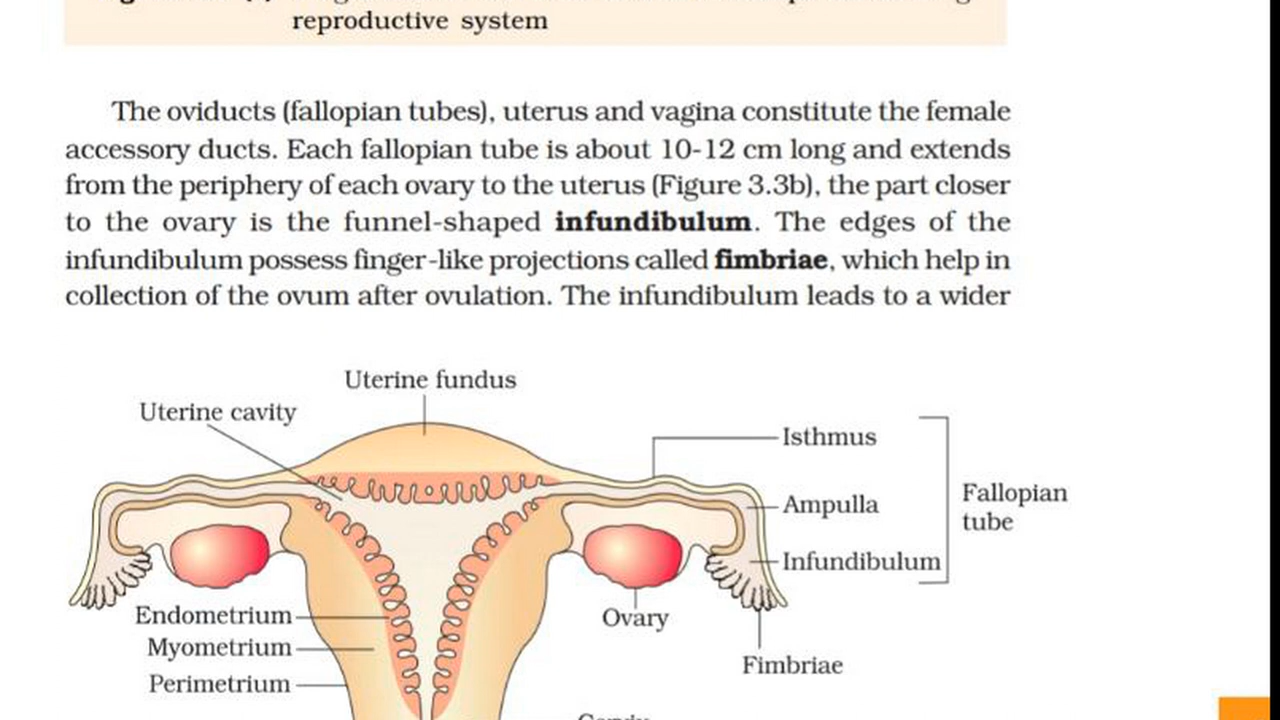 reproductive system
The oviducts (fallopian tubes), uterus and vagina constitute the female
accessory ducts. Each fallopian tube is about 10-12 cm long and extends
from the periphery of each ovary to the uterus (Figure 3.3b), the part closer
to the ovary is the funnel-shaped infundibulum. The edges of the
infundibulum possess finger-like projections called fimbriae, which help in
collection of the ovum after ovulation. The infundibulum leads to a wider
Uterine fundus
Uterine cavity
Isthmus
Ampulla
Fallopian
tube
Infundibulum
Endometrium
Ovary
Myometrium
Fimbriae
Perimetrium